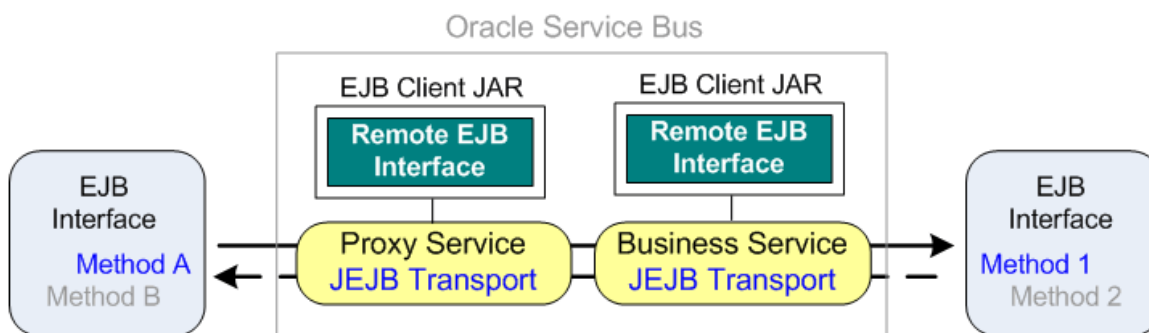 Oracle Service Bus
EJB Client JAR
EJB Client JAR
Remote EJB
Interface
Remote EJB
Interface
EJB
Interface
Method A
Method B
Proxy Service
JEJB Transport
Business Service
JEJB Transport
EJB
Interface
Method 1
Method 2